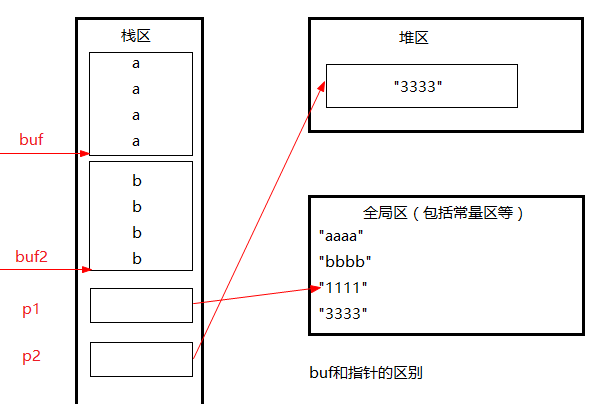 栈区
a
a
a
a
buf
b
b
b
b
buf2
p1
p2
堆区
"3333"
全局区（包括常量区等）
"aaaa"
"bbbb"
"1111"
"3333"
buf和指针的区别